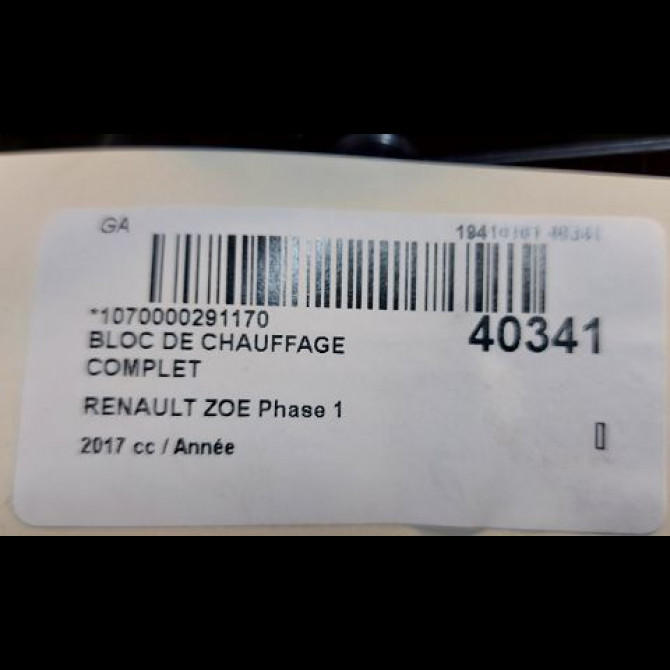 GA
*1070000291170
40341
BLOC DE CHAUFFAGE
COMPLET
RENAULT ZOE Phase 1
2017 cc / Année